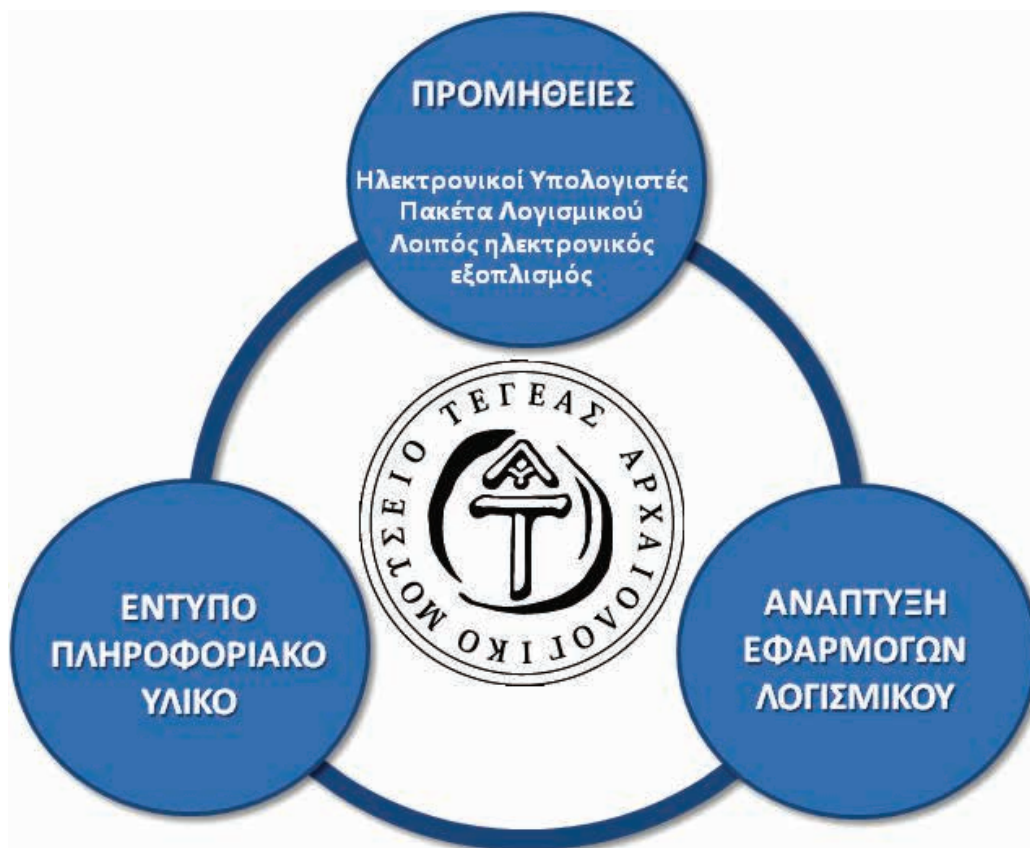 ΠΡΟΜΗΘΕΙΕΣ
Ηλεκτρονικοί Υπολογιστές
Πακέτα Λογισμικού
Λοιπός ηλεκτρονικός
εξοπλισμός
ΑΡΧΑΙΟΛΟΓΙΚΟ ΜΟΥΣΕΙΟ ΤΕΓΕΑΣ
ΕΝΤΥΠΟ
ΠΛΗΡΟΦΟΡΙΑΚΟ
ΥΛΙΚΟ
ΑΝΑΠΤΥΞΗ
ΕΦΑΡΜΟΓΩΝ
ΛΟΓΙΣΜΙΚΟΥ